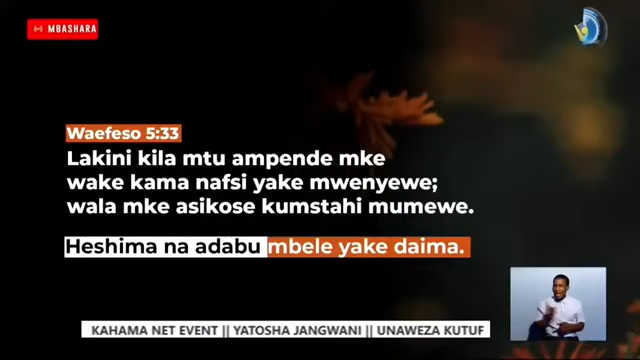 MBASHARA
Waefeso 5:33
Lakini kila mtu ampende mke
wake kama nafsi yake mwenyewe;
wala mke asikose kumstahi mumewe.
Heshima na adabu mbele yake daima.
KAHAMA NET EVENT || YATOSHA JANGWANI || UNAWEZA KUTUF